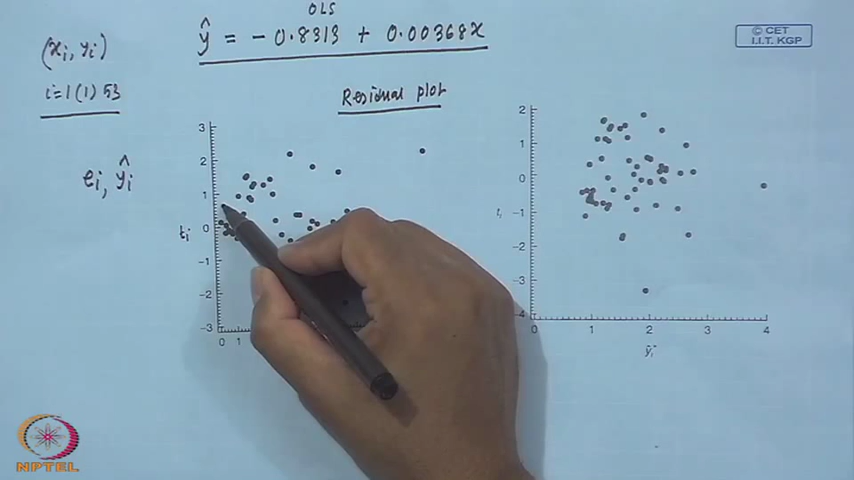 OLS
(xi, yi) ŷ = - 0.8313 + 0.00368x
i=1(1) 53
Residual plot
ei, ŷi
3
2
1
0
-1
-2
-3
ti
0 1
2
1
0
-1
-2
-3
-4
ti
0 1 2 3 4
ŷi*
© CET
I.I.T. KGP
NPTEL